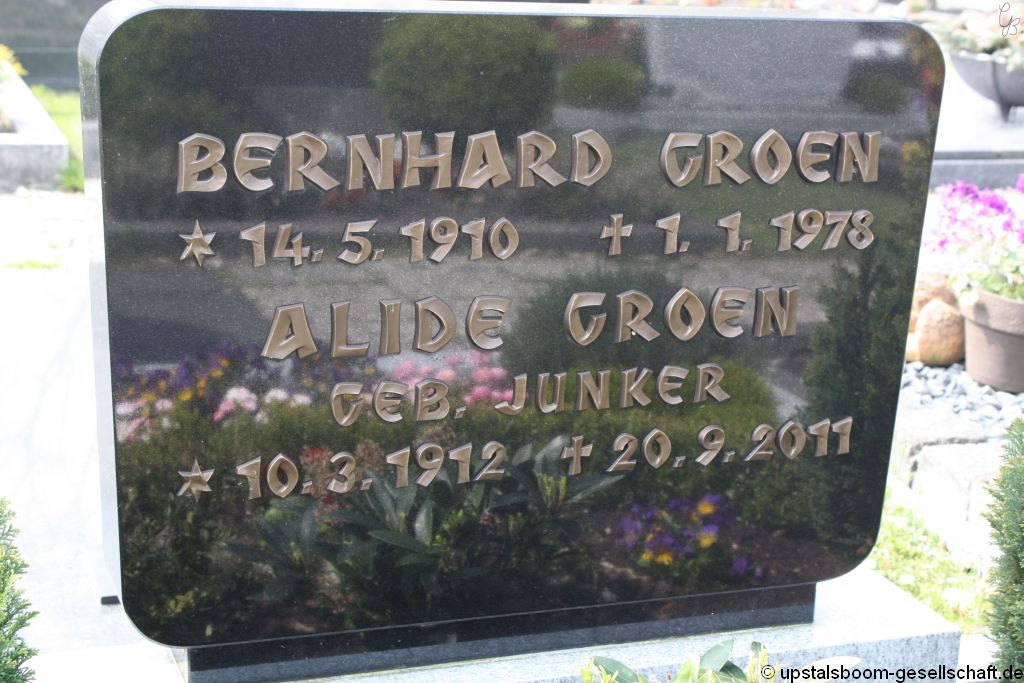 BERNHARD GROEN
* 14. 5. 1910 † 1. 1. 1978
ALIDE GROEN
GEB. JUNKER
* 10. 3. 1912 † 20. 9. 2011
© upstalsboom-gesellschaft.de